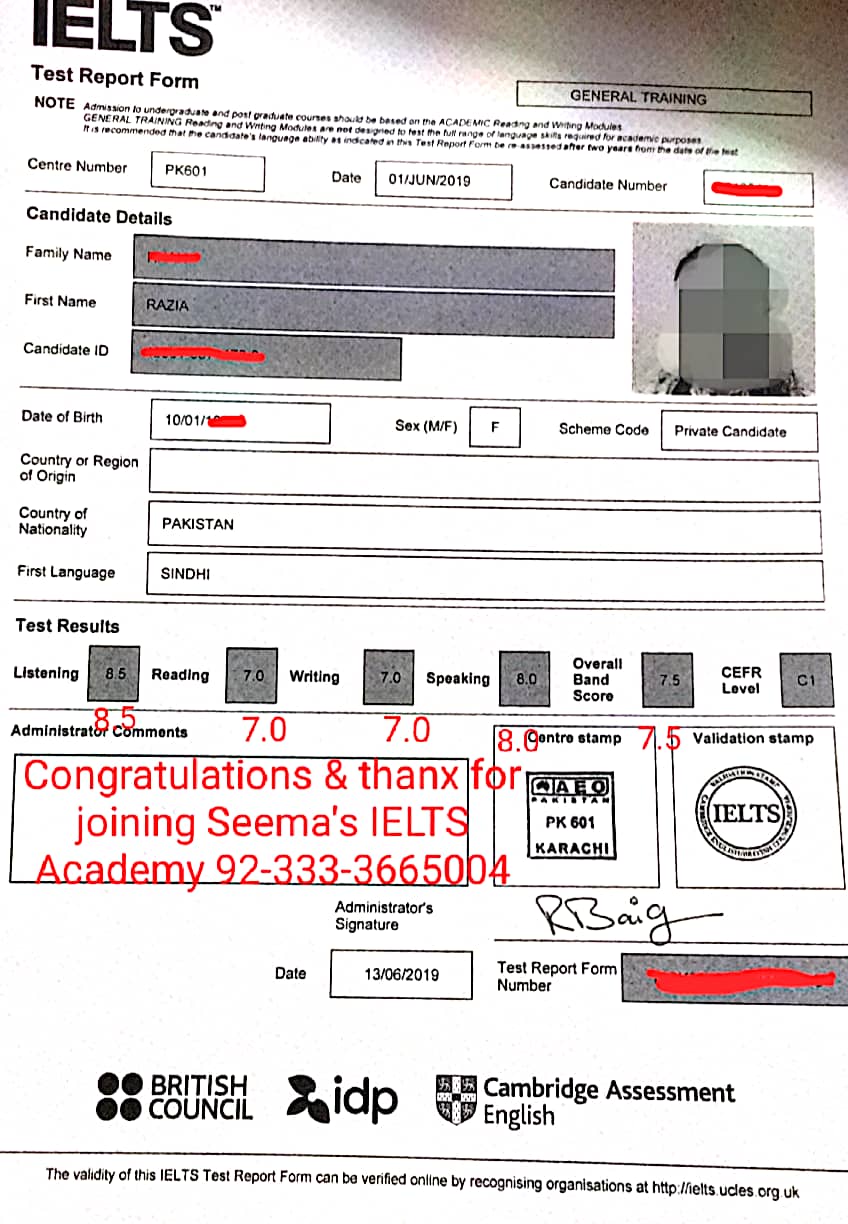 IELTS™
Test Report Form
GENERAL TRAINING
NOTE Admission to undergraduate and post graduate courses should be based on the ACADEMIC Reading and Writing Modules.
GENERAL TRAINING Reading and Writing Modules are not designed to test the full range of language skills required for academic purposes.
It is recommended that the candidate's language ability as indicated in this Test Report Form be re-assessed after two years from the date of the test
Centre Number PK601 Date 01/JUN/2019 Candidate Number
Candidate Details
Family Name
First Name RAZIA
Candidate ID
Date of Birth 10/01/ Sex (M/F) F Scheme Code Private Candidate
Country or Region
of Origin
Country of
Nationality PAKISTAN
First Language SINDHI
Test Results
Listening 8.5 Reading 7.0 Writing 7.0 Speaking 8.0 Overall Band Score 7.5 CEFR Level C1
8.5 7.0 7.0 8.0 7.5
Administrator Comments Centre stamp Validation stamp
Congratulations & thanx for
joining Seema's IELTS
Academy 92-333-3665004
AEO
PAKISTAN
PK 601
KARACHI
IELTS
Administrator's
Signature
RBaig
Date 13/06/2019 Test Report Form
Number
BRITISH
COUNCIL
idp
Cambridge Assessment
English
The validity of this IELTS Test Report Form can be verified online by recognising organisations at http://ielts.ucles.org.uk